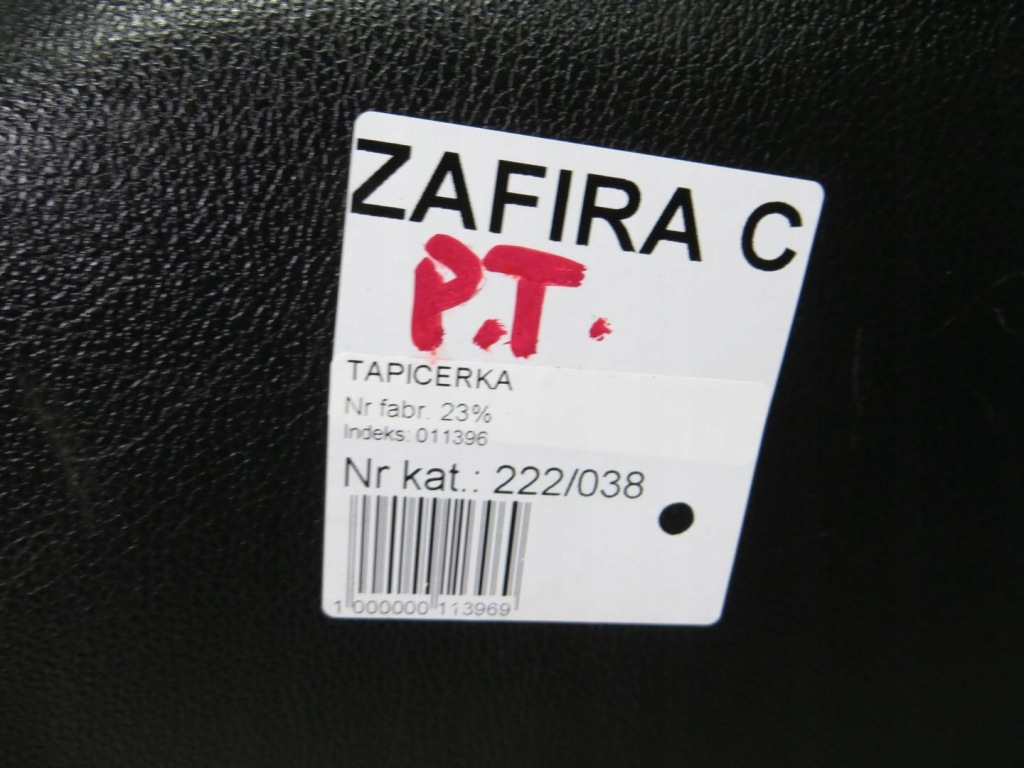 ZAFIRA C
P.T.
TAPICERKA
Nr fabr. 23%
Indeks: 011396
Nr kat.: 222/038
1 000000 113969